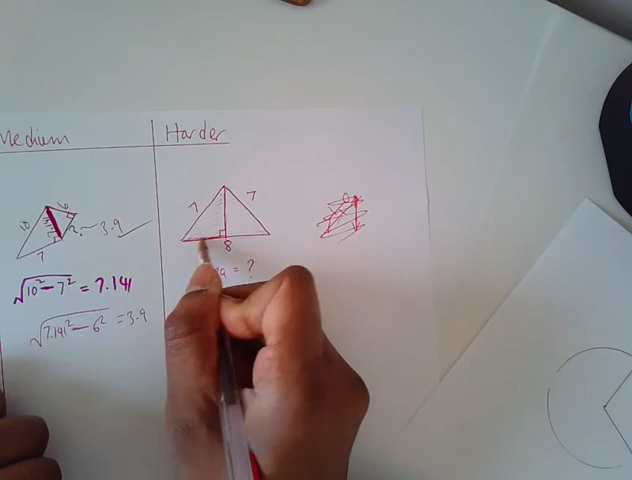 Medium
Harder
10 6
7
? ~ 3.9 ✓
√10² − 7² = 7.141
√7.141² − 6² = 3.9
7 7
8
= ?